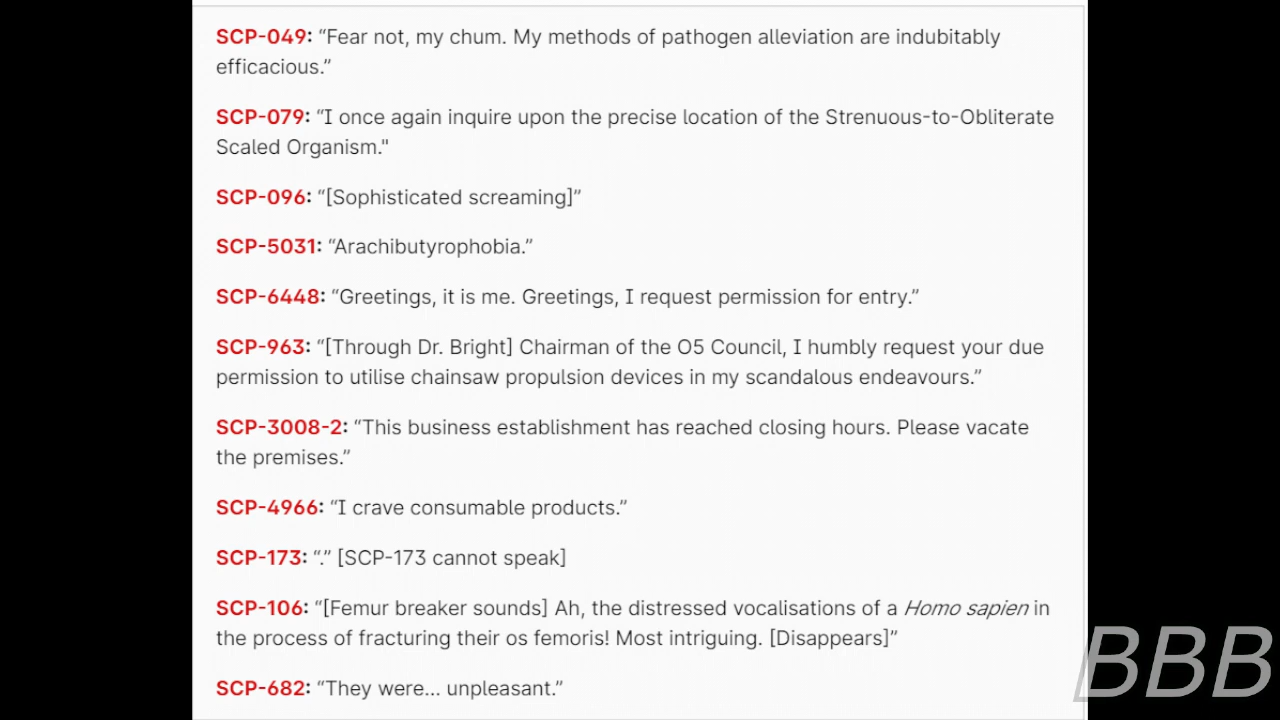 SCP-049: “Fear not, my chum. My methods of pathogen alleviation are indubitably
efficacious.”
SCP-079: “I once again inquire upon the precise location of the Strenuous-to-Obliterate
Scaled Organism."
SCP-096: “[Sophisticated screaming]”
SCP-5031: “Arachibutyrophobia.”
SCP-6448: “Greetings, it is me. Greetings, I request permission for entry.”
SCP-963: “[Through Dr. Bright] Chairman of the O5 Council, I humbly request your due
permission to utilise chainsaw propulsion devices in my scandalous endeavours.”
SCP-3008-2: “This business establishment has reached closing hours. Please vacate
the premises.”
SCP-4966: “I crave consumable products.”
SCP-173: “.” [SCP-173 cannot speak]
SCP-106: “[Femur breaker sounds] Ah, the distressed vocalisations of a Homo sapien in
the process of fracturing their os femoris! Most intriguing. [Disappears]”
SCP-682: “They were... unpleasant.”
BBB